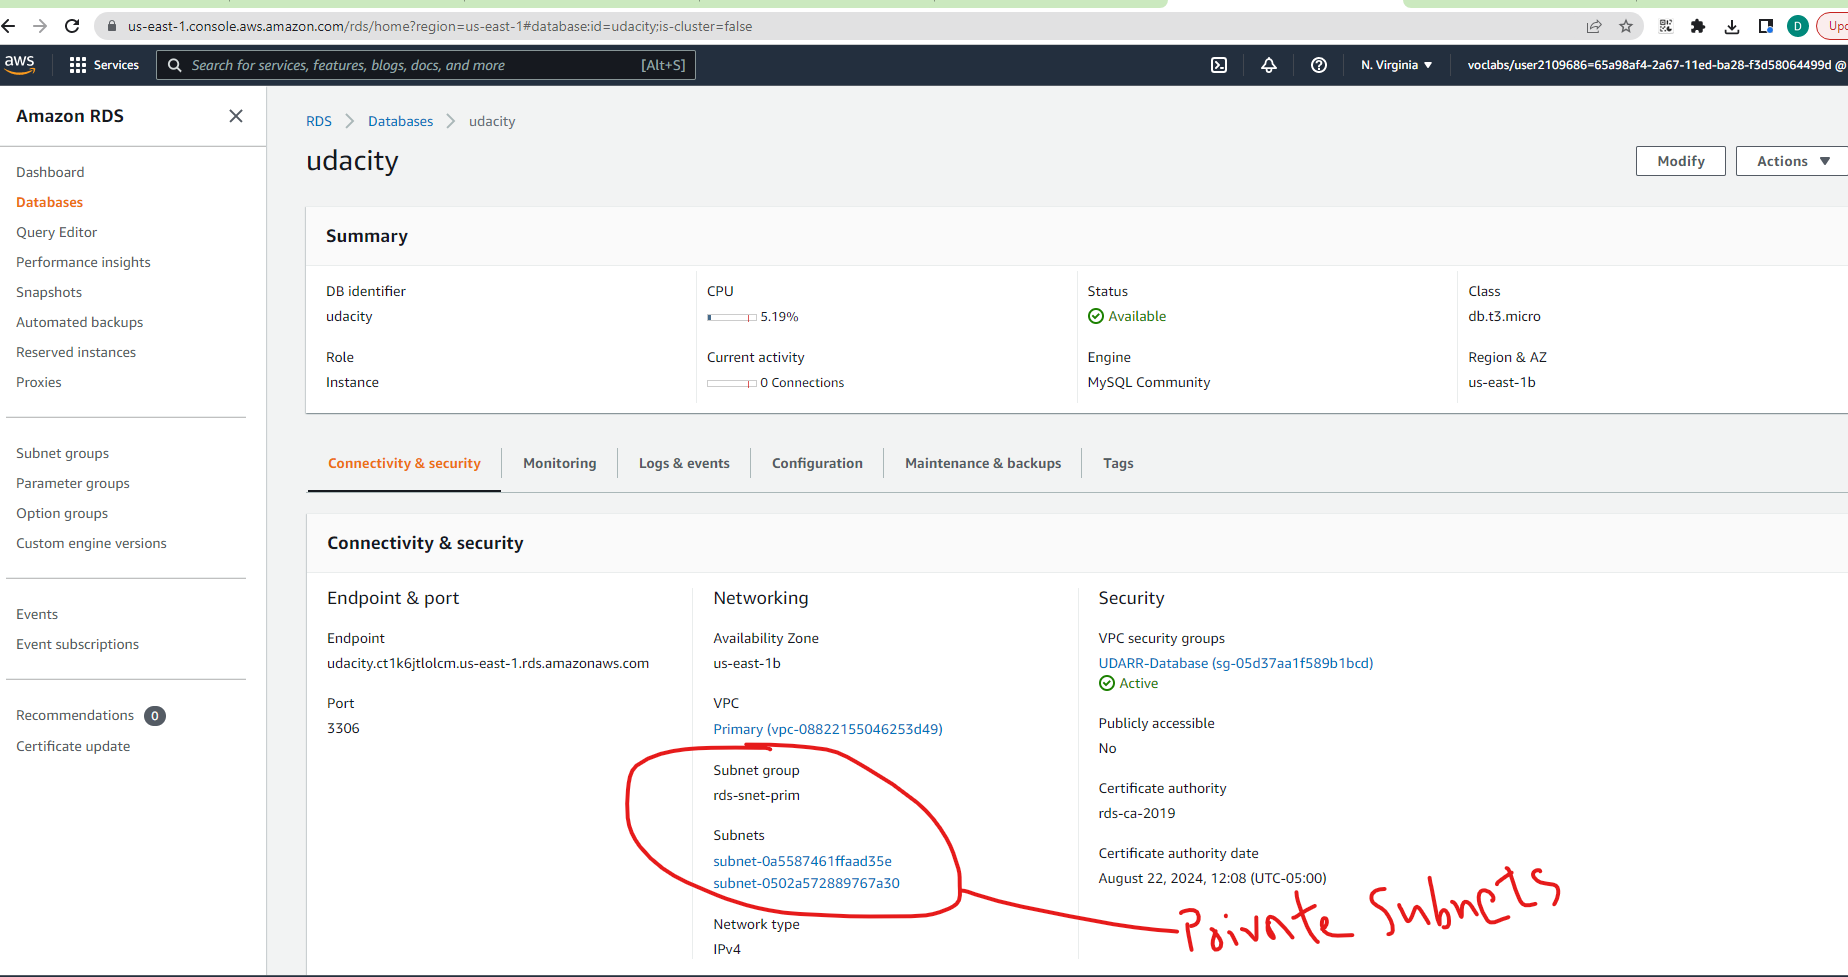 us-east-1.console.aws.amazon.com/rds/home?region=us-east-1#database:id=udacity;is-cluster=false
D
aws
Services
Search for services, features, blogs, docs, and more
[Alt+S]
N. Virginia
voclabs/user2109686=65a98af4-2a67-11ed-ba28-f3d58064499d @
Amazon RDS
Dashboard
Databases
Query Editor
Performance insights
Snapshots
Automated backups
Reserved instances
Proxies
Subnet groups
Parameter groups
Option groups
Custom engine versions
Events
Event subscriptions
Recommendations 0
Certificate update
RDS > Databases > udacity
udacity
Modify
Actions
Summary
DB identifier
udacity
CPU
5.19%
Status
Available
Class
db.t3.micro
Role
Instance
Current activity
0 Connections
Engine
MySQL Community
Region & AZ
us-east-1b
Connectivity & security
Monitoring
Logs & events
Configuration
Maintenance & backups
Tags
Connectivity & security
Endpoint & port
Endpoint
udacity.ct1k6jtlolcm.us-east-1.rds.amazonaws.com
Port
3306
Networking
Availability Zone
us-east-1b
VPC
Primary (vpc-08822155046253d49)
Subnet group
rds-snet-prim
Subnets
subnet-0a5587461ffaad35e
subnet-0502a572889767a30
Network type
IPv4
Security
VPC security groups
UDARR-Database (sg-05d37aa1f589b1bcd)
Active
Publicly accessible
No
Certificate authority
rds-ca-2019
Certificate authority date
August 22, 2024, 12:08 (UTC-05:00)
Private Subnets